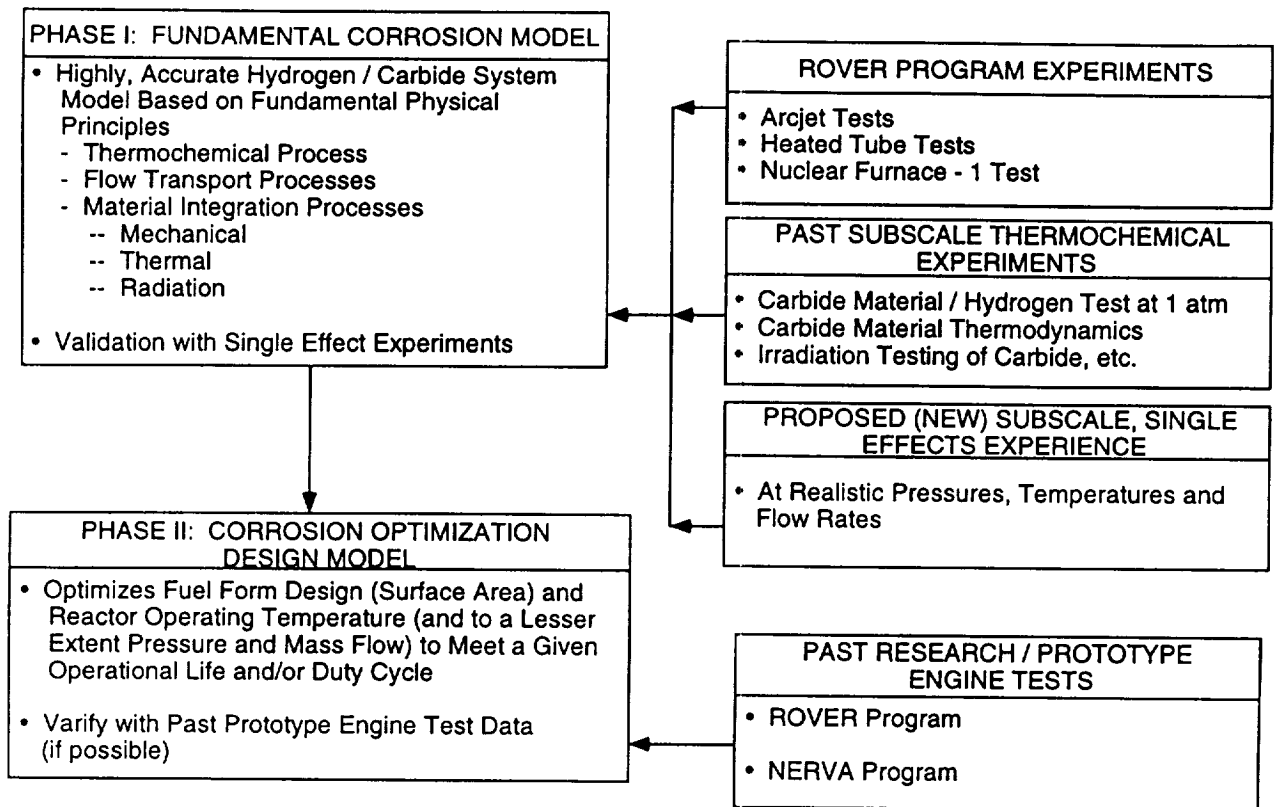 PHASE I: FUNDAMENTAL CORROSION MODEL
• Highly, Accurate Hydrogen / Carbide System
Model Based on Fundamental Physical
Principles
- Thermochemical Process
- Flow Transport Processes
- Material Integration Processes
-- Mechanical
-- Thermal
-- Radiation
• Validation with Single Effect Experiments
ROVER PROGRAM EXPERIMENTS
• Arcjet Tests
• Heated Tube Tests
• Nuclear Furnace - 1 Test
PAST SUBSCALE THERMOCHEMICAL
EXPERIMENTS
• Carbide Material / Hydrogen Test at 1 atm
• Carbide Material Thermodynamics
• Irradiation Testing of Carbide, etc.
PROPOSED (NEW) SUBSCALE, SINGLE
EFFECTS EXPERIENCE
• At Realistic Pressures, Temperatures and
Flow Rates
PHASE II: CORROSION OPTIMIZATION
DESIGN MODEL
• Optimizes Fuel Form Design (Surface Area) and
Reactor Operating Temperature (and to a Lesser
Extent Pressure and Mass Flow) to Meet a Given
Operational Life and/or Duty Cycle
• Varify with Past Prototype Engine Test Data
(if possible)
PAST RESEARCH / PROTOTYPE
ENGINE TESTS
• ROVER Program
• NERVA Program